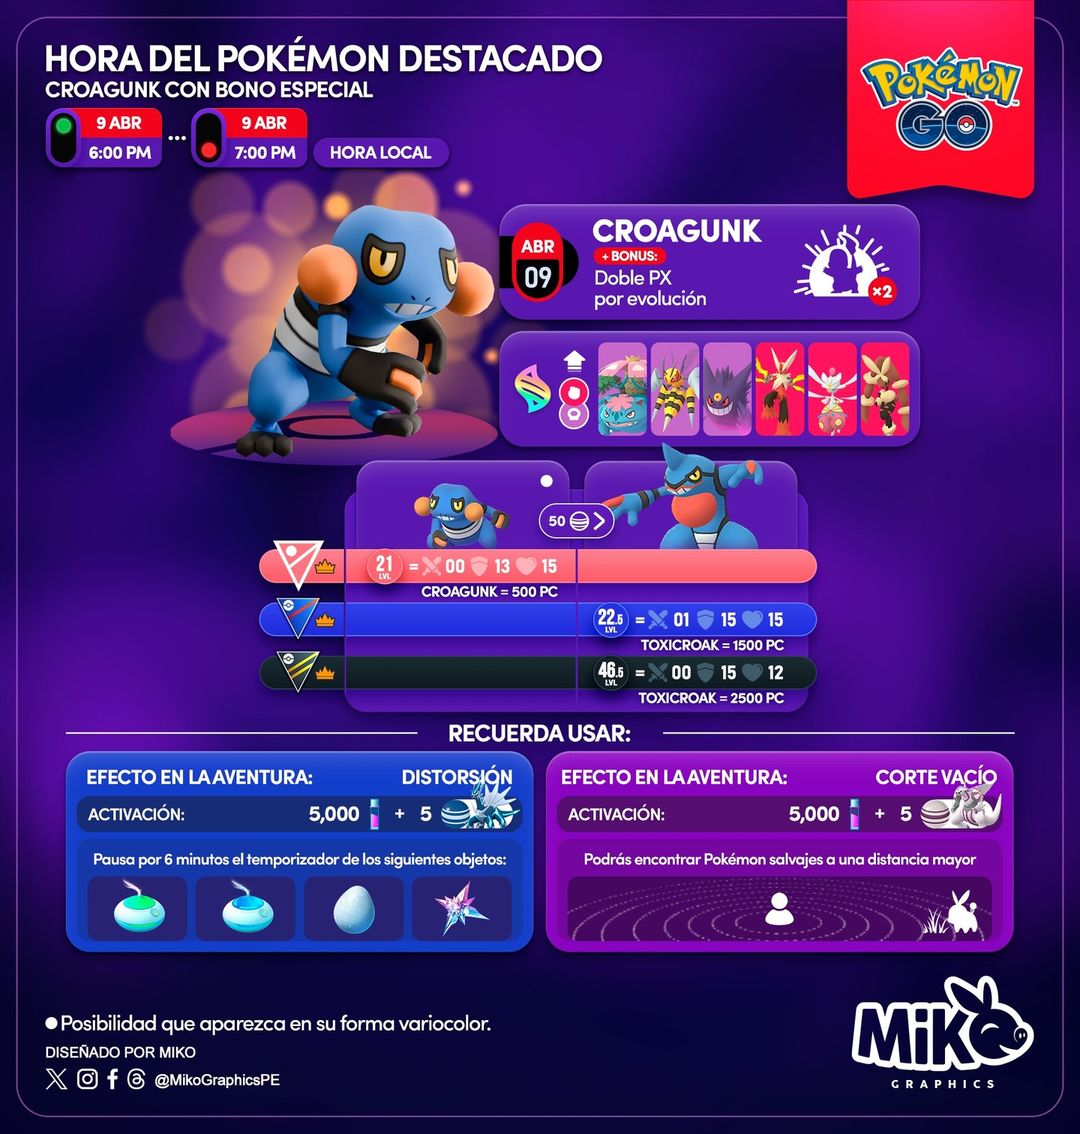 HORA DEL POKÉMON DESTACADO
CROAGUNK CON BONO ESPECIAL
9 ABR
6:00 PM
...
9 ABR
7:00 PM
HORA LOCAL
POKÉMON
GO
ABR
09
CROAGUNK
+ BONUS:
Doble PX
por evolución
×2
50
21 LVL = 00 13 15
CROAGUNK = 500 PC
22.5 LVL = 01 15 15
TOXICROAK = 1500 PC
46.5 LVL = 00 15 12
TOXICROAK = 2500 PC
RECUERDA USAR:
EFECTO EN LA AVENTURA: DISTORSIÓN
ACTIVACIÓN: 5,000 + 5
Pausa por 6 minutos el temporizador de los siguientes objetos:
EFECTO EN LA AVENTURA: CORTE VACÍO
ACTIVACIÓN: 5,000 + 5
Podrás encontrar Pokémon salvajes a una distancia mayor
Posibilidad que aparezca en su forma variocolor.
DISEÑADO POR MIKO
@MikoGraphicsPE
MiKO
GRAPHICS